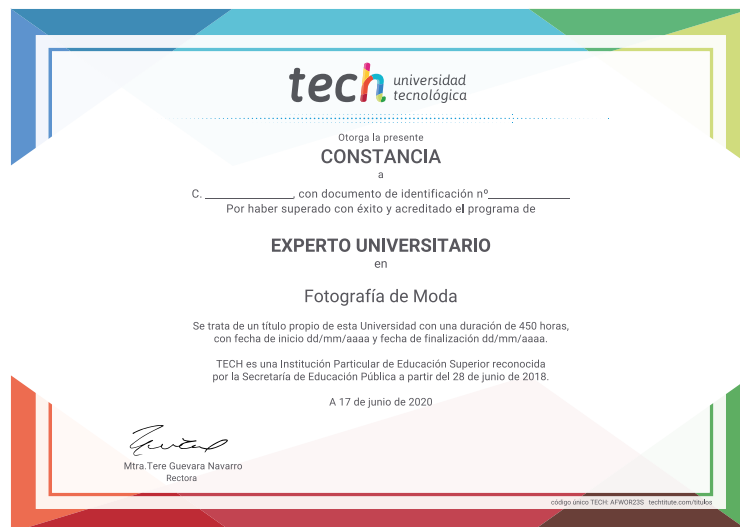 tech universidad
tecnológica
Otorga la presente
CONSTANCIA
a
C. ______________, con documento de identificación nº______________
Por haber superado con éxito y acreditado el programa de
EXPERTO UNIVERSITARIO
en
Fotografía de Moda
Se trata de un título propio de esta Universidad con una duración de 450 horas,
con fecha de inicio dd/mm/aaaa y fecha de finalización dd/mm/aaaa.
TECH es una Institución Particular de Educación Superior reconocida
por la Secretaría de Educación Pública a partir del 28 de junio de 2018.
A 17 de junio de 2020
Mtra.Tere Guevara Navarro
Rectora
código único TECH: AFWOR23S techtitute.com/titulos